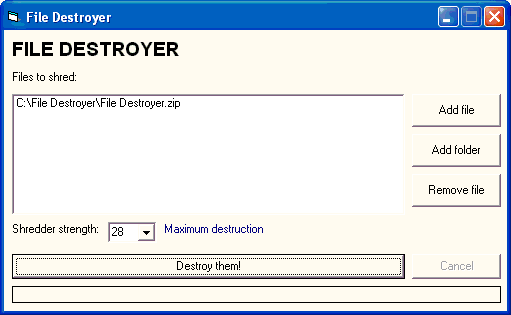 File Destroyer
FILE DESTROYER
Files to shred:
C:\File Destroyer\File Destroyer.zip
Add file
Add folder
Remove file
Shredder strength: 28 Maximum destruction
Destroy them! Cancel